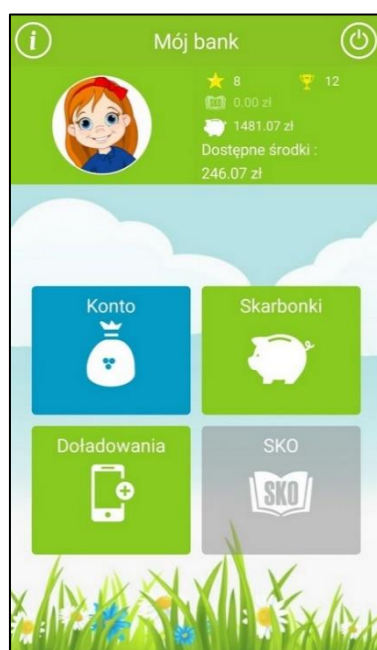 Mój bank
8 12
0.00 zł
1481.07 zł
Dostępne środki :
246.07 zł
Konto
Skarbonki
Doładowania
SKO
SKO